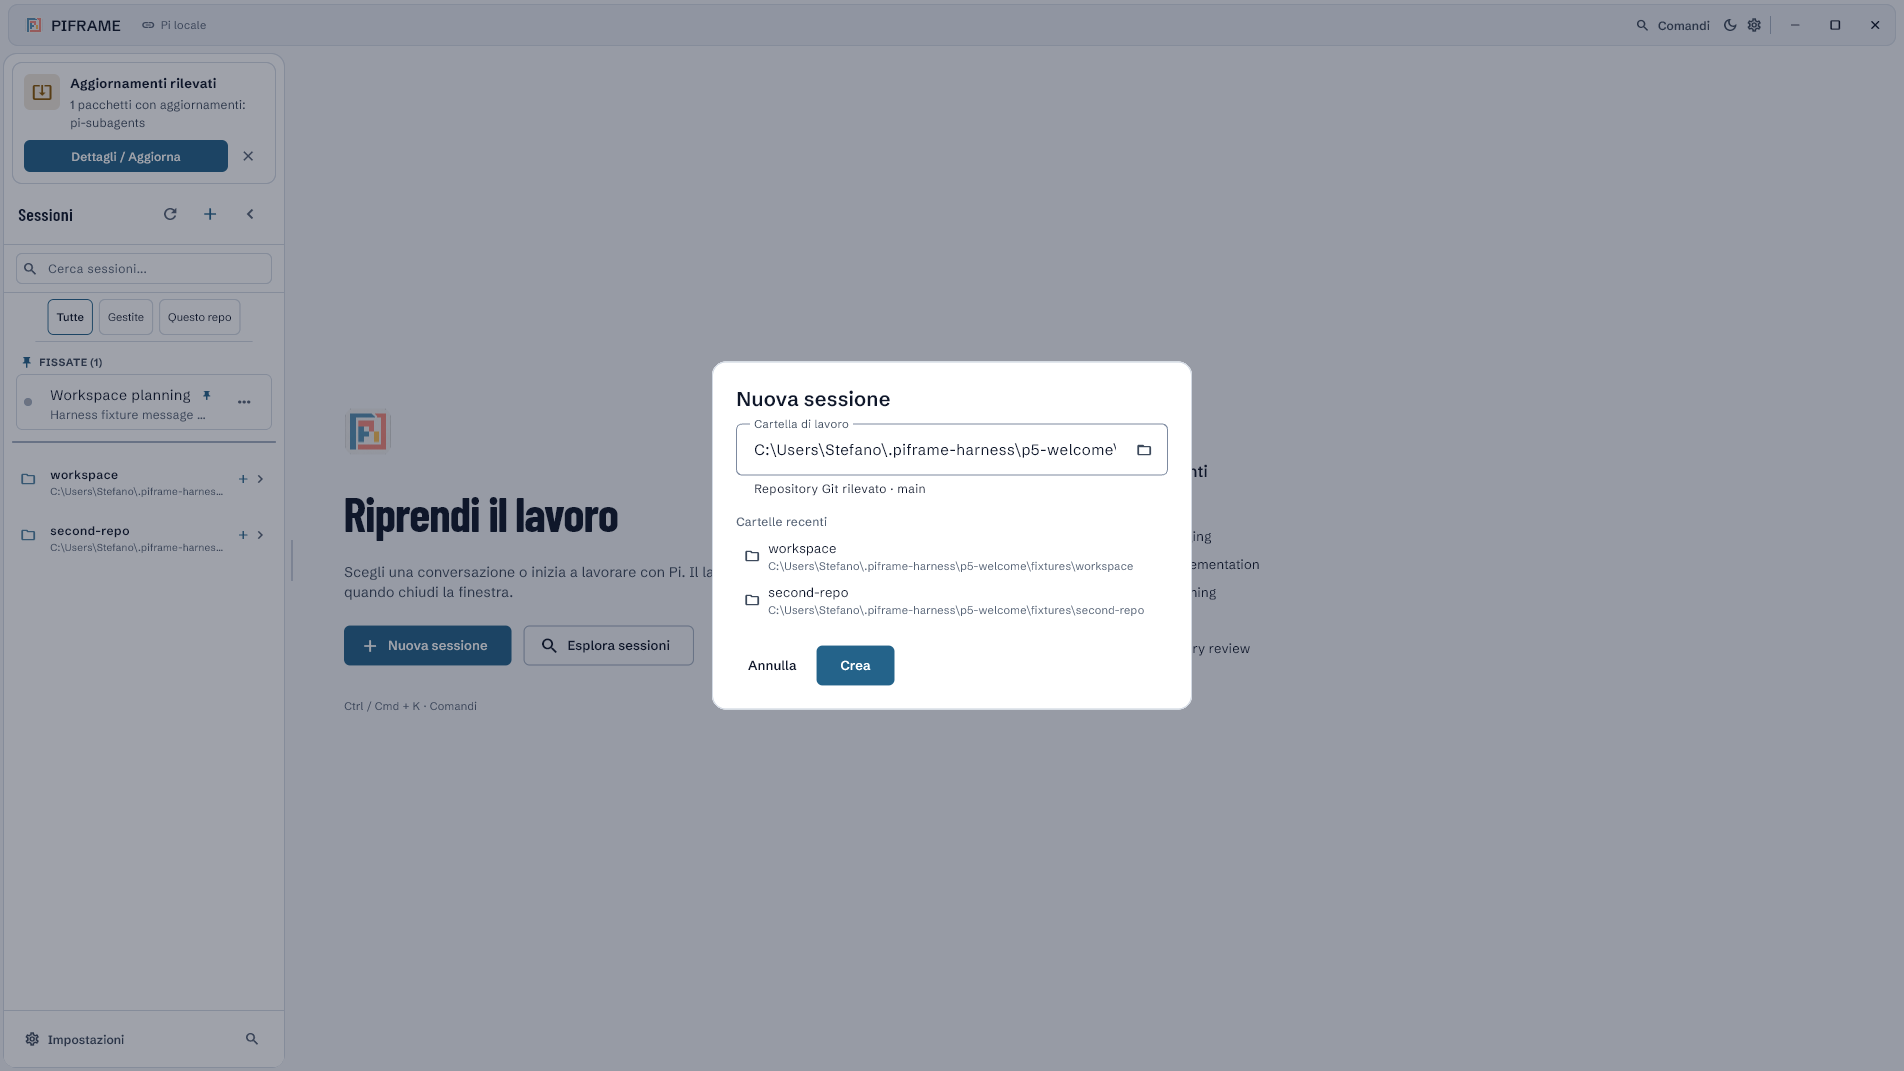 PIFRAME
Pi locale
Comandi
Aggiornamenti rilevati
1 pacchetti con aggiornamenti:
pi-subagents
Dettagli / Aggiorna
Sessioni
Cerca sessioni...
Tutte
Gestite
Questo repo
FISSATE (1)
Workspace planning
Harness fixture message ...
workspace
C:\Users\Stefano\.piframe-harnes...
second-repo
C:\Users\Stefano\.piframe-harnes...
Impostazioni
Riprendi il lavoro
Scegli una conversazione o inizia a lavorare con Pi. Il la
quando chiudi la finestra.
Nuova sessione
Esplora sessioni
Ctrl / Cmd + K · Comandi
Nuova sessione
Cartella di lavoro
C:\Users\Stefano\.piframe-harness\p5-welcome\
Repository Git rilevato · main
Cartelle recenti
workspace
C:\Users\Stefano\.piframe-harness\p5-welcome\fixtures\workspace
second-repo
C:\Users\Stefano\.piframe-harness\p5-welcome\fixtures\second-repo
Annulla
Crea
nti
ing
ementation
ning
ry review